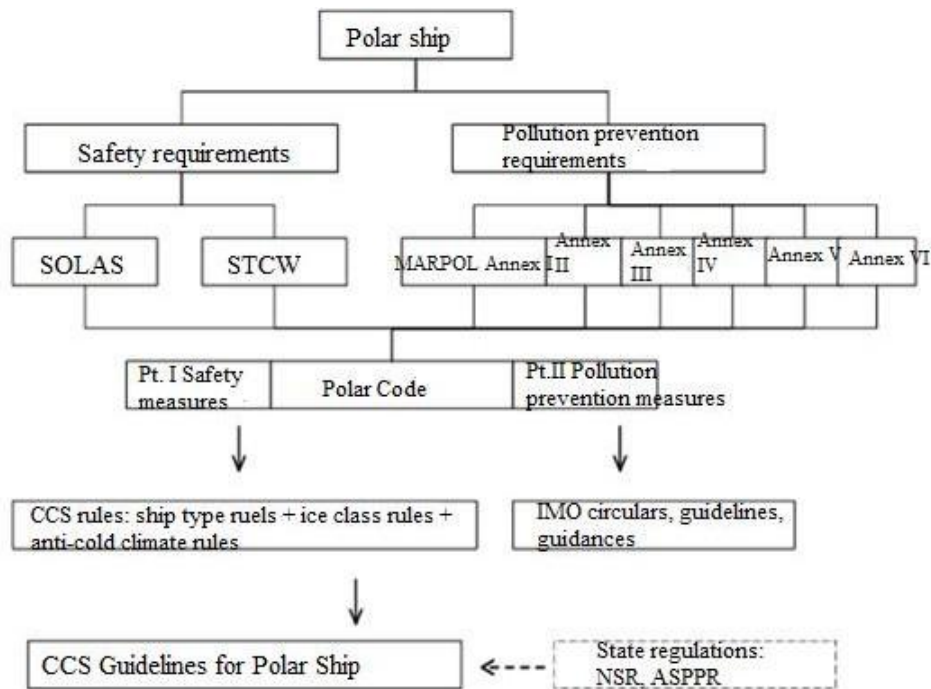 Polar ship
Safety requirements
Pollution prevention
requirements
SOLAS
STCW
MARPOL Annex I
Annex
II
Annex
III
Annex
IV
Annex V
Annex VI
Pt. I Safety
measures
Polar Code
Pt.II Pollution
prevention measures
CCS rules: ship type ruels + ice class rules +
anti-cold climate rules
IMO circulars, guidelines,
guidances
CCS Guidelines for Polar Ship
State regulations:
NSR, ASPPR